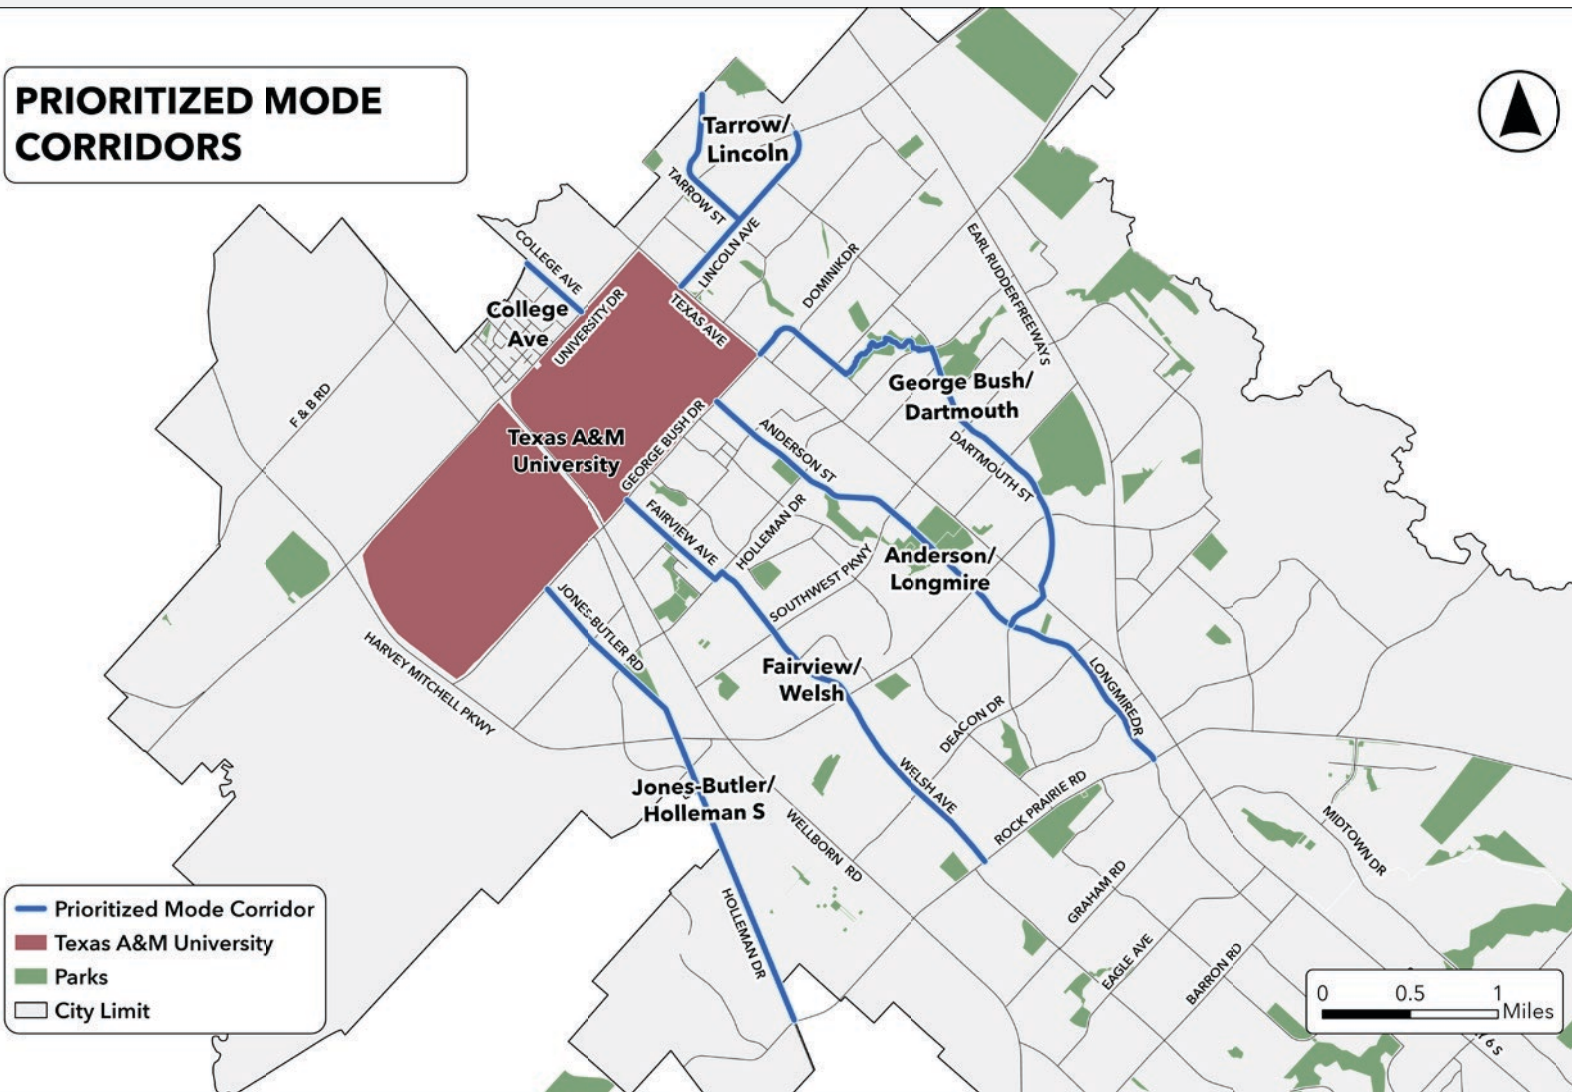 PRIORITIZED MODE
CORRIDORS
Tarrow/
Lincoln
TARROW ST
LINCOLN AVE
COLLEGE AVE
College
Ave
UNIVERSITY DR
TEXAS AVE
DOMINIK DR
EARL RUDDER FREEWAY S
F & B RD
George Bush/
Dartmouth
Texas A&M
University
GEORGE BUSH DR
ANDERSON ST
DARTMOUTH ST
FAIRVIEW AVE
HOLLEMAN DR
SOUTHWEST PKWY
Anderson/
Longmire
JONES-BUTLER RD
HARVEY MITCHELL PKWY
Fairview/
Welsh
LONGMIRE DR
DEACON DR
WELSH AVE
Jones-Butler/
Holleman S
ROCK PRAIRIE RD
WELLBORN RD
MIDTOWN DR
HOLLEMAN DR
GRAHAM RD
EAGLE AVE
BARRON RD
Prioritized Mode Corridor
Texas A&M University
Parks
City Limit
0 0.5 1
Miles
6 S